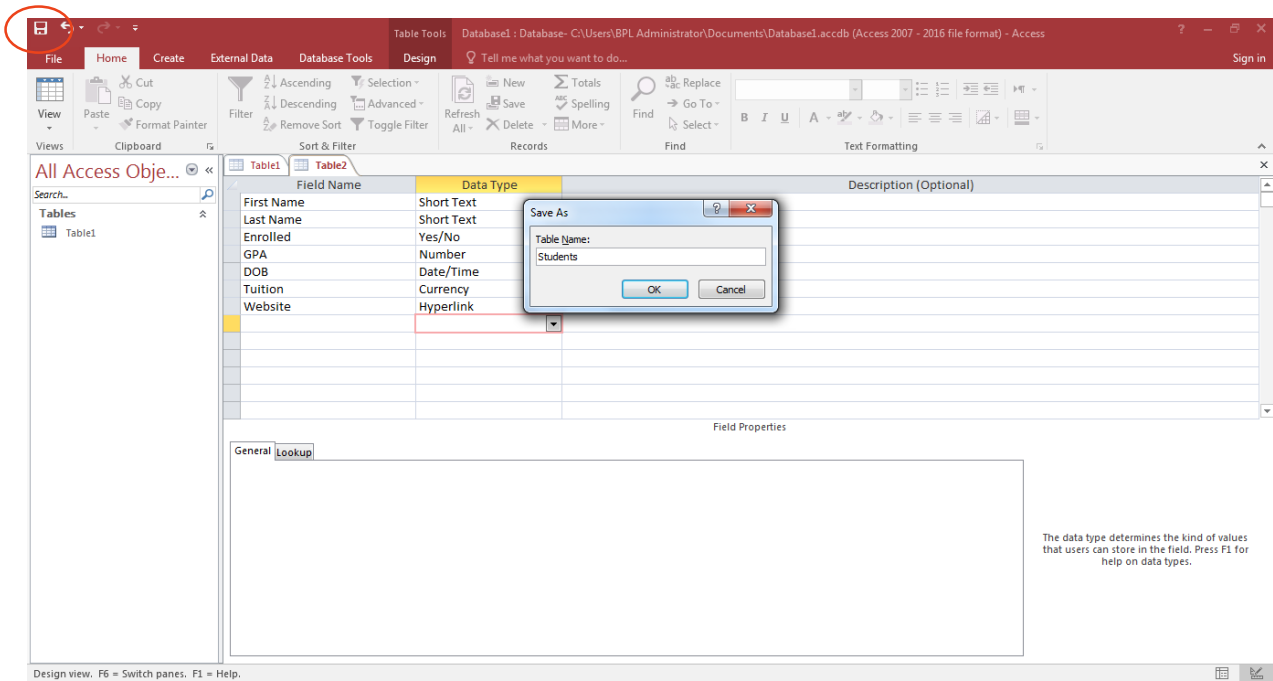 Table Tools Database1 : Database- C:\Users\BPL Administrator\Documents\Database1.accdb (Access 2007 - 2016 file format) - Access ?
File Home Create External Data Database Tools Design Tell me what you want to do... Sign in
View
Paste
Cut
Copy
Format Painter
Filter
Ascending
Descending
Remove Sort
Selection
Advanced
Toggle Filter
Refresh
All
New
Save
Delete
Totals
Spelling
More
Find
Replace
Go To
Select
B I U A
Views Clipboard Sort & Filter Records Find Text Formatting
All Access Obje... «
Search...
Tables
Table1
Table1 Table2
Field Name Data Type Description (Optional)
First Name Short Text
Last Name Short Text
Enrolled Yes/No
GPA Number
DOB Date/Time
Tuition Currency
Website Hyperlink
Save As ?
Table Name:
Students
OK Cancel
Field Properties
General Lookup
The data type determines the kind of values
that users can store in the field. Press F1 for
help on data types.
Design view. F6 = Switch panes. F1 = Help.